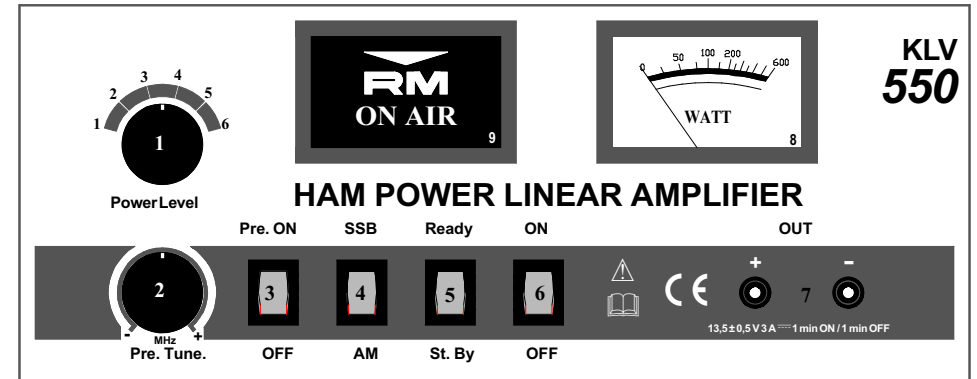 KLV
550
0 50 100 200 600
WATT
8
RM
ON AIR
9
1 2 3 4 5 6
1
Power Level
HAM POWER LINEAR AMPLIFIER
Pre. ON SSB Ready ON OUT
2
- MHz +
Pre. Tune.
3 4 5 6
+ 7 -
CE
13,5±0,5 V 3 A ⎓ 1 min ON / 1 min OFF
OFF AM St. By OFF